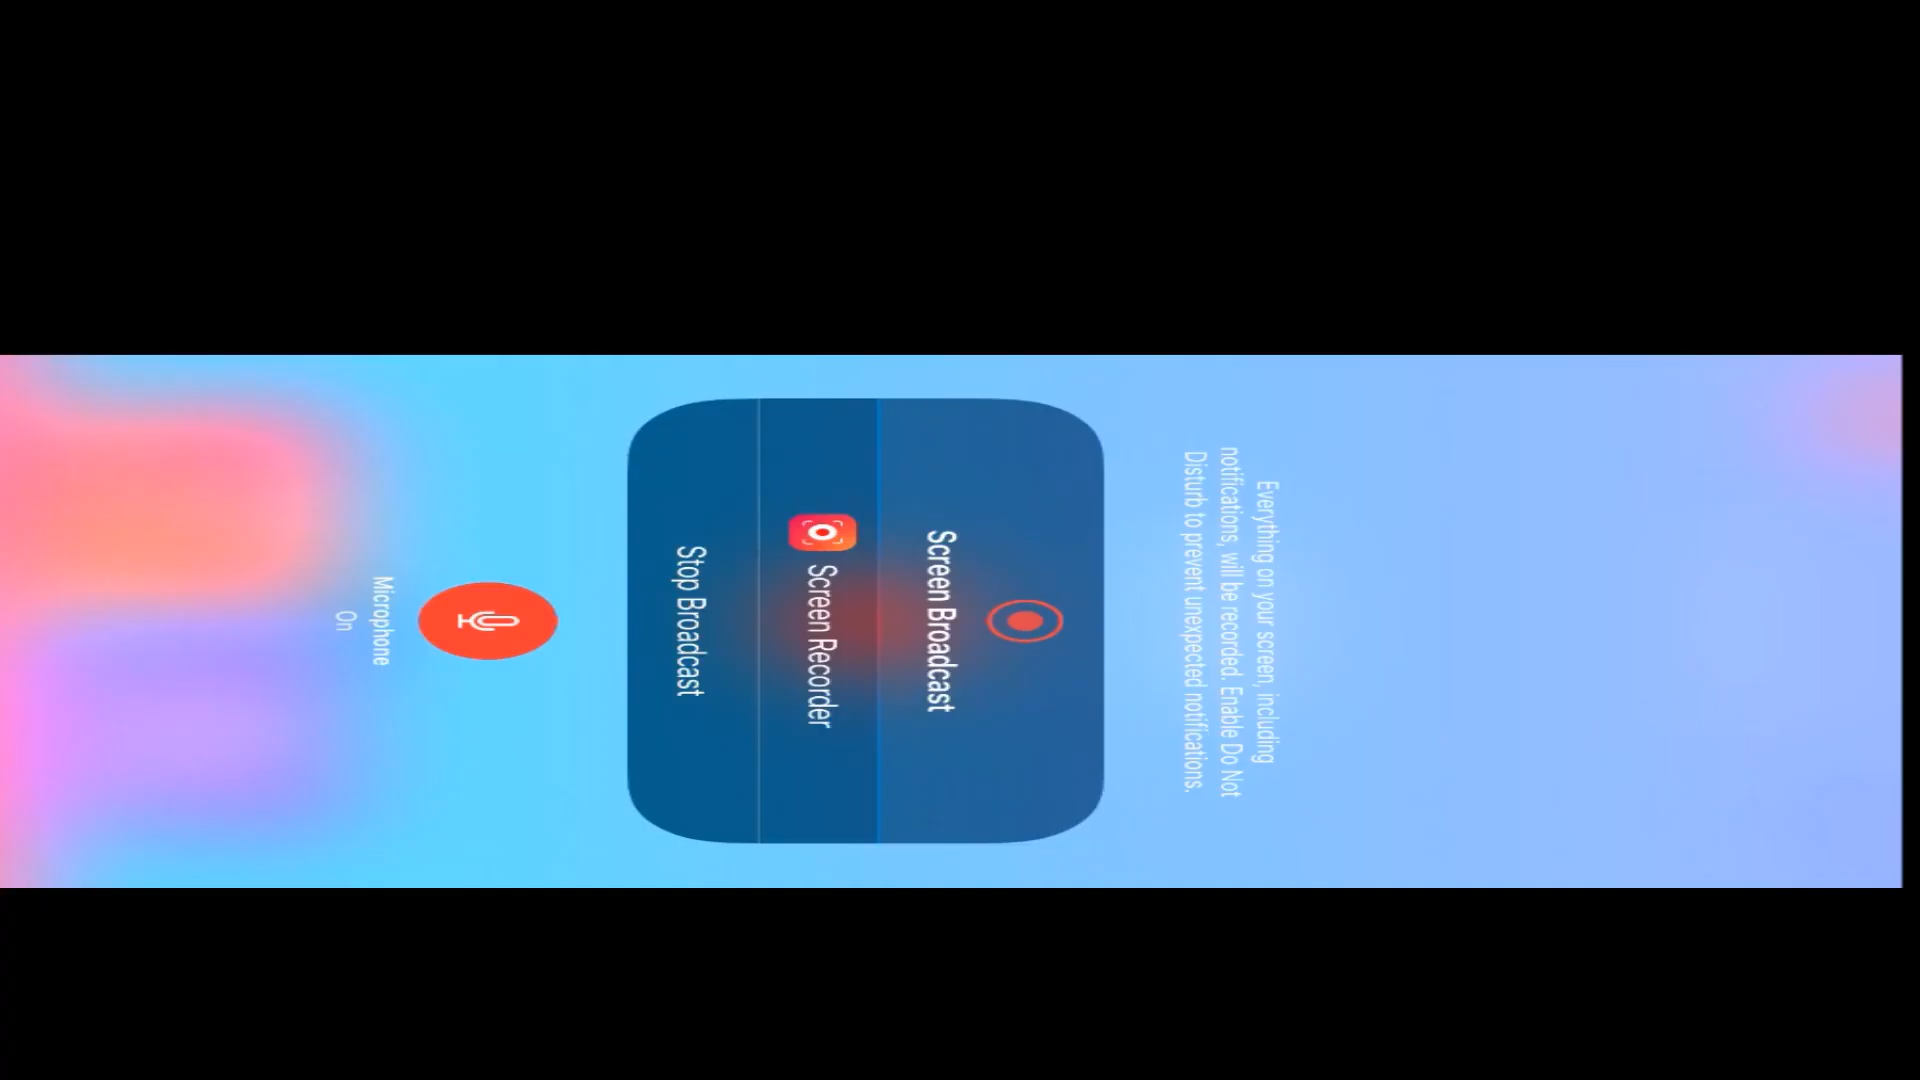 Everything on your screen, including
notifications, will be recorded. Enable Do Not
Disturb to prevent unexpected notifications.
Screen Broadcast
Screen Recorder
Stop Broadcast
Microphone
On